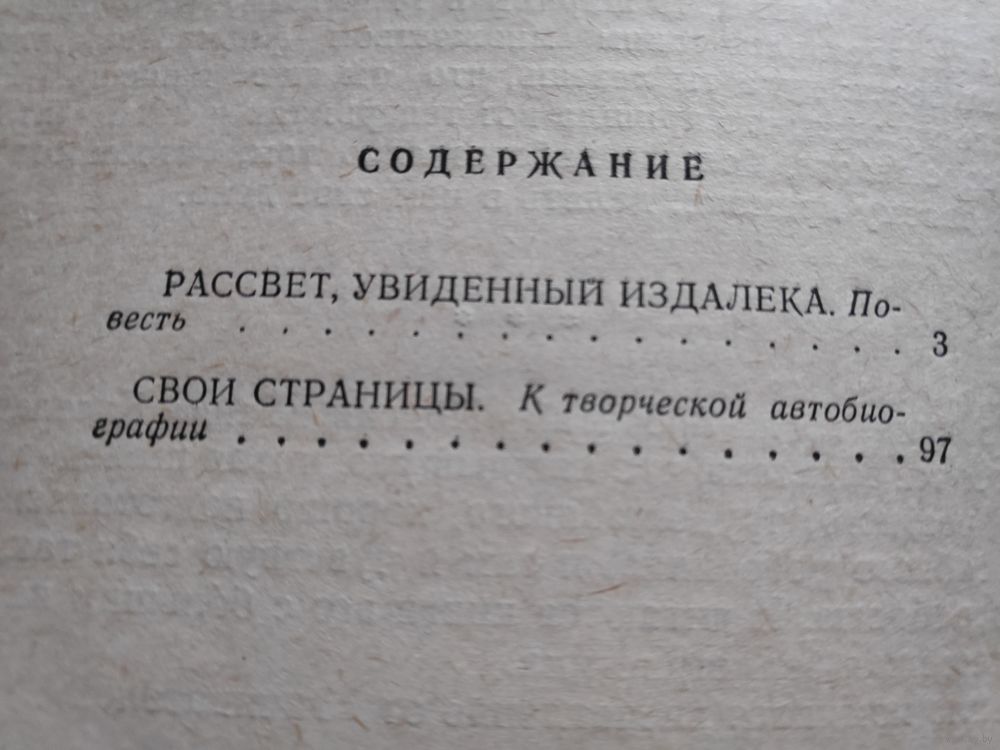 СОДЕРЖАНИЕ
РАССВЕТ, УВИДЕННЫЙ ИЗДАЛЕКА. По-
весть . . . . . . . . . . . . . . . . 3
СВОИ СТРАНИЦЫ. К творческой автобио-
графии . . . . . . . . . . . . . . . . 97